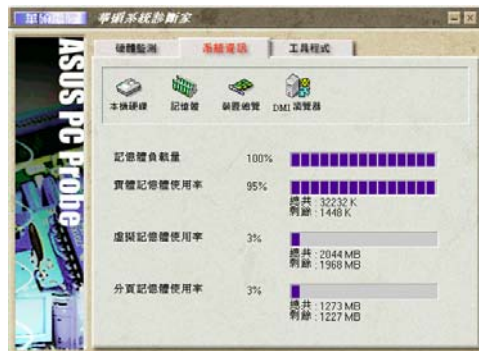 華碩系統診斷家
ASUS PC Probe
硬體監測
系統資訊
工具程式
本機硬碟
記憶體
裝置總覽
DMI 瀏覽器
記憶體負載量 100%
實體記憶體使用率 95%
總共 : 32232 K
剩餘 : 1448 K
虛擬記憶體使用率 3%
總共 : 2044 MB
剩餘 : 1968 MB
分頁記憶體使用率 3%
總共 : 1273 MB
剩餘 : 1227 MB